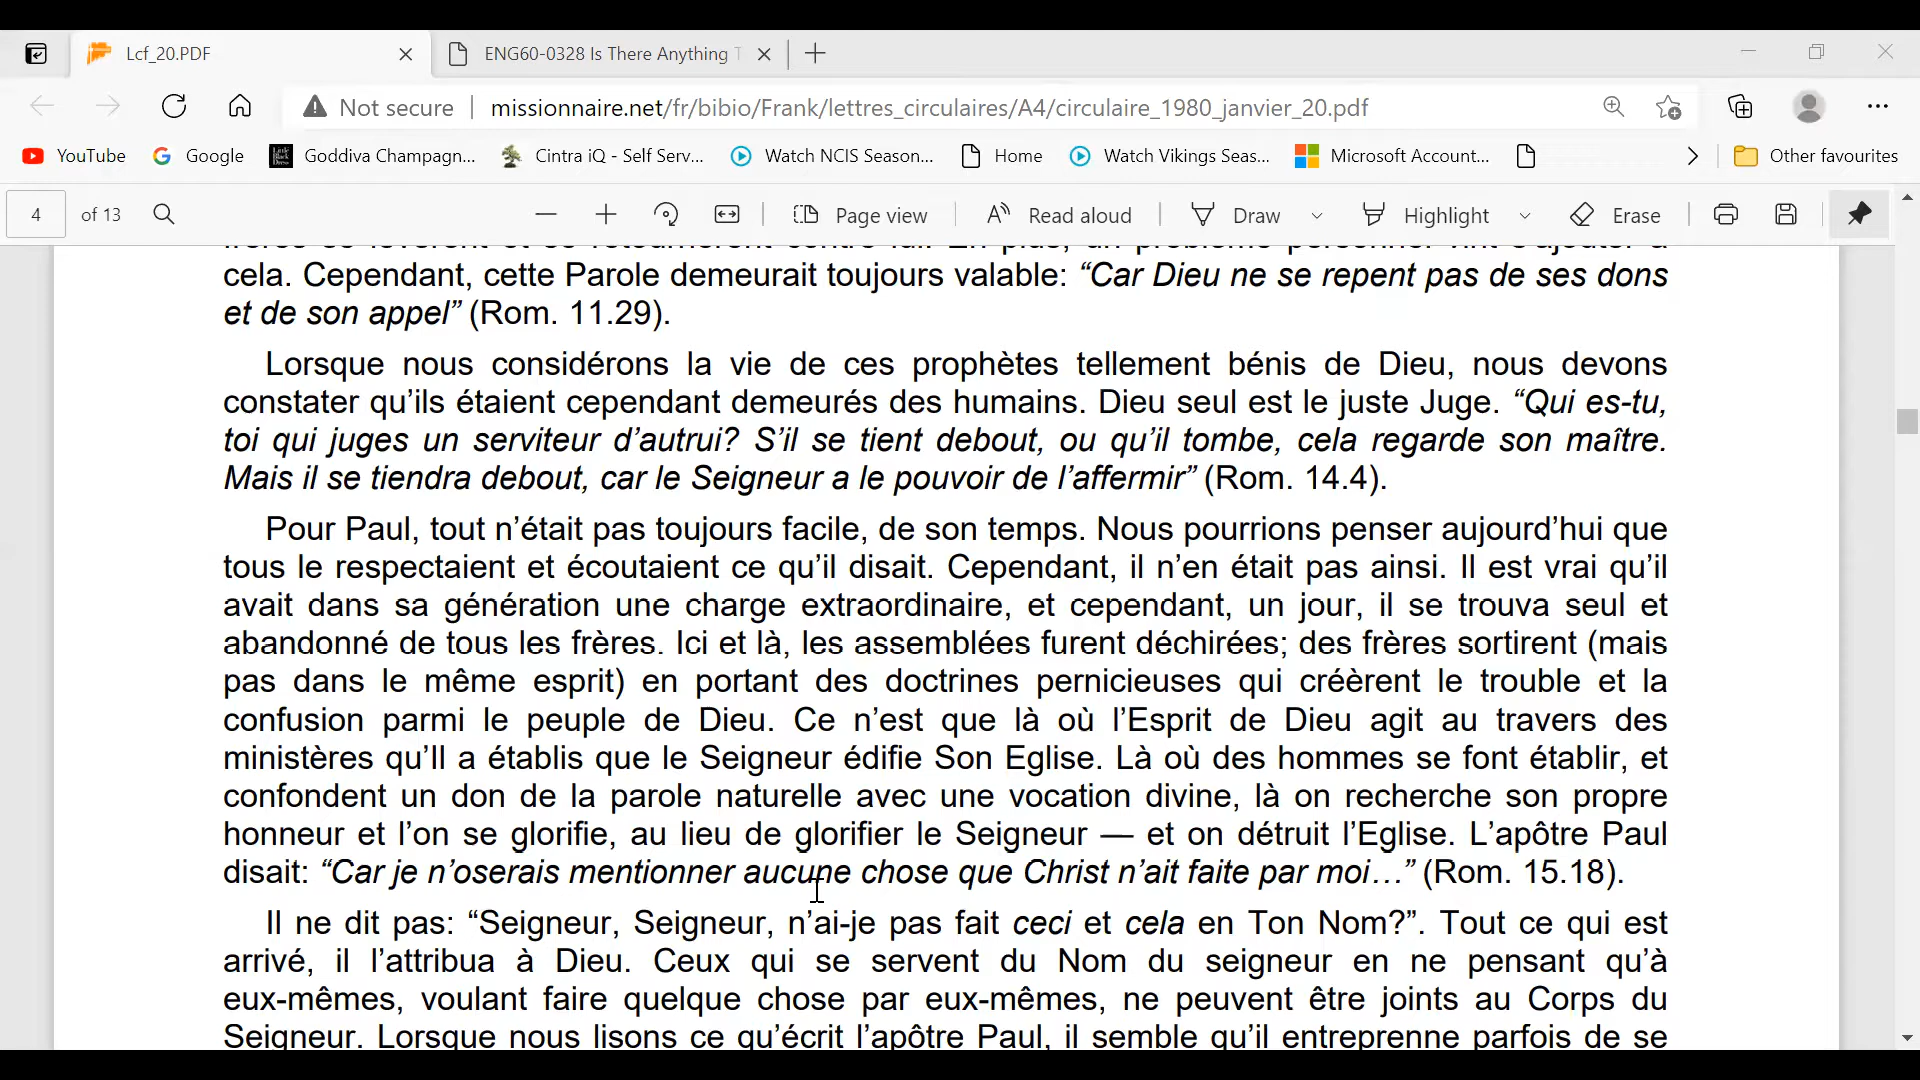 Lcf_20.PDF
ENG60-0328 Is There Anything T
Not secure
missionnaire.net/fr/bibio/Frank/lettres_circulaires/A4/circulaire_1980_janvier_20.pdf
YouTube
Google
Goddiva Champagn...
Cintra iQ - Self Serv...
Watch NCIS Season...
Home
Watch Vikings Seas...
Microsoft Account...
Other favourites
4 of 13
Page view
Read aloud
Draw
Highlight
Erase
cela. Cependant, cette Parole demeurait toujours valable: “Car Dieu ne se repent pas de ses dons
et de son appel” (Rom. 11.29).
Lorsque nous considérons la vie de ces prophètes tellement bénis de Dieu, nous devons
constater qu’ils étaient cependant demeurés des humains. Dieu seul est le juste Juge. “Qui es-tu,
toi qui juges un serviteur d’autrui? S’il se tient debout, ou qu’il tombe, cela regarde son maître.
Mais il se tiendra debout, car le Seigneur a le pouvoir de l’affermir” (Rom. 14.4).
Pour Paul, tout n’était pas toujours facile, de son temps. Nous pourrions penser aujourd’hui que
tous le respectaient et écoutaient ce qu’il disait. Cependant, il n’en était pas ainsi. Il est vrai qu’il
avait dans sa génération une charge extraordinaire, et cependant, un jour, il se trouva seul et
abandonné de tous les frères. Ici et là, les assemblées furent déchirées; des frères sortirent (mais
pas dans le même esprit) en portant des doctrines pernicieuses qui créèrent le trouble et la
confusion parmi le peuple de Dieu. Ce n’est que là où l’Esprit de Dieu agit au travers des
ministères qu’Il a établis que le Seigneur édifie Son Eglise. Là où des hommes se font établir, et
confondent un don de la parole naturelle avec une vocation divine, là on recherche son propre
honneur et l’on se glorifie, au lieu de glorifier le Seigneur — et on détruit l’Eglise. L’apôtre Paul
disait: “Car je n’oserais mentionner aucune chose que Christ n’ait faite par moi…” (Rom. 15.18).
Il ne dit pas: “Seigneur, Seigneur, n’ai-je pas fait ceci et cela en Ton Nom?”. Tout ce qui est
arrivé, il l’attribua à Dieu. Ceux qui se servent du Nom du seigneur en ne pensant qu’à
eux-mêmes, voulant faire quelque chose par eux-mêmes, ne peuvent être joints au Corps du
Seigneur. Lorsque nous lisons ce qu’écrit l’apôtre Paul, il semble qu’il entreprenne parfois de se